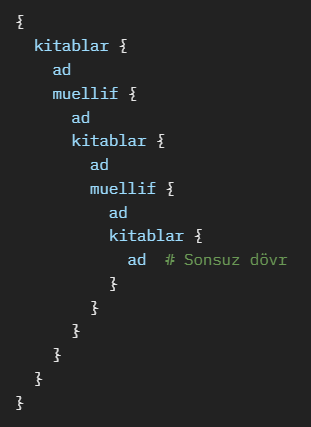 {
  kitablar {
    ad
    muellif {
      ad
      kitablar {
        ad
        muellif {
          ad
          kitablar {
            ad  # Sonsuz dövr
          }
        }
      }
    }
  }
}